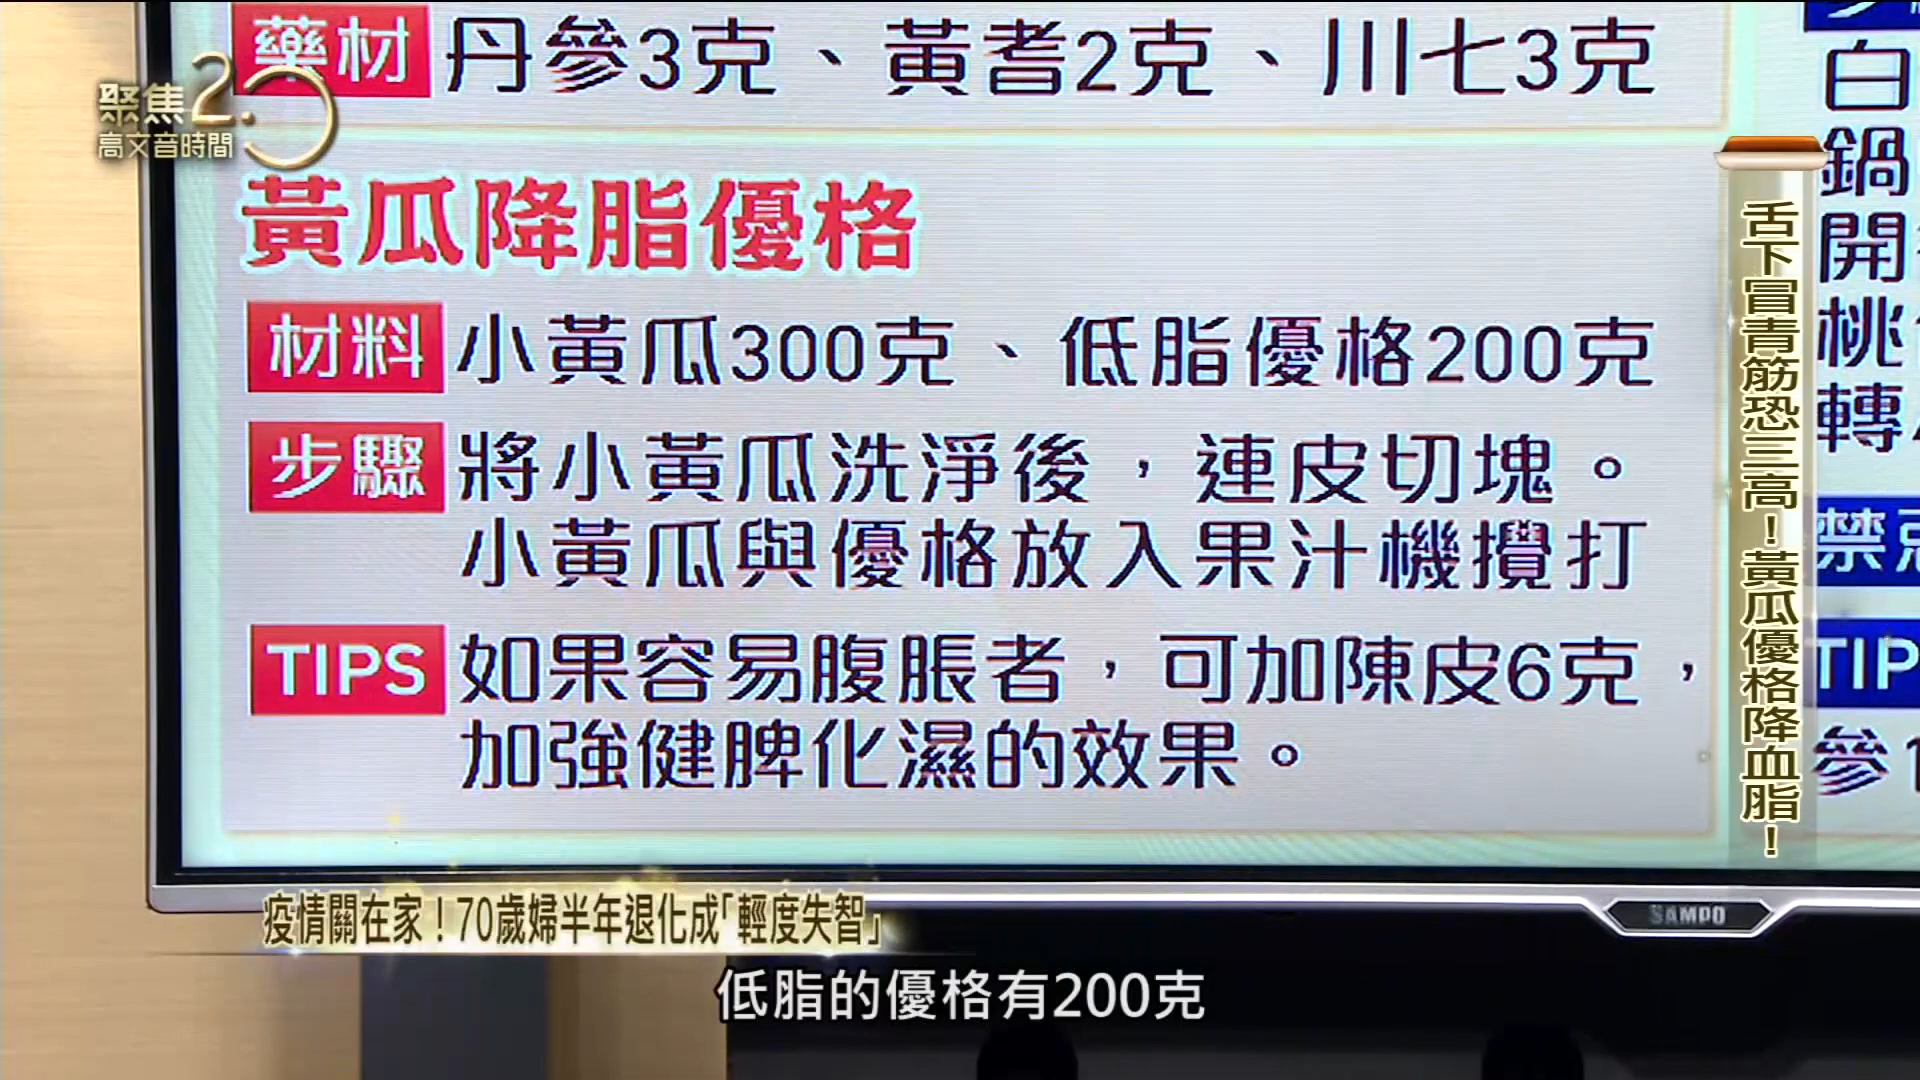 藥材 丹參3克、黃耆2克、川七3克
聚焦2.0
高文音時間
黃瓜降脂優格
材料 小黃瓜300克、低脂優格200克
步驟 將小黃瓜洗淨後，連皮切塊。
小黃瓜與優格放入果汁機攪打
TIPS 如果容易腹脹者，可加陳皮6克，
加強健脾化濕的效果。
白
鍋
開
桃
轉
禁忌
TIP
參1
舌下冒青筋恐三高！黃瓜優格降血脂！
SAMPO
疫情關在家！70歲婦半年退化成「輕度失智」
低脂的優格有200克